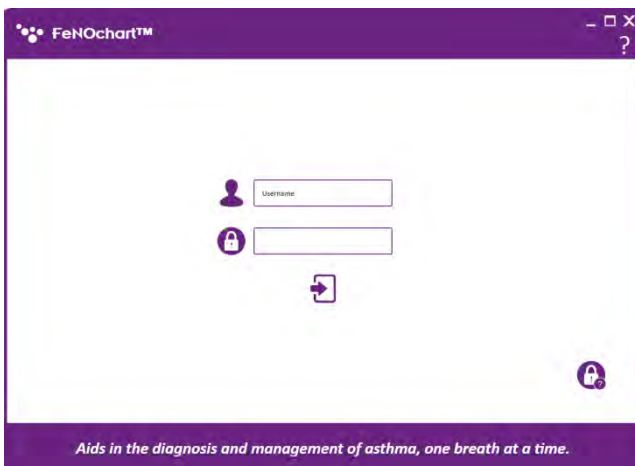 FeNOchart™
?
Username
?
Aids in the diagnosis and management of asthma, one breath at a time.